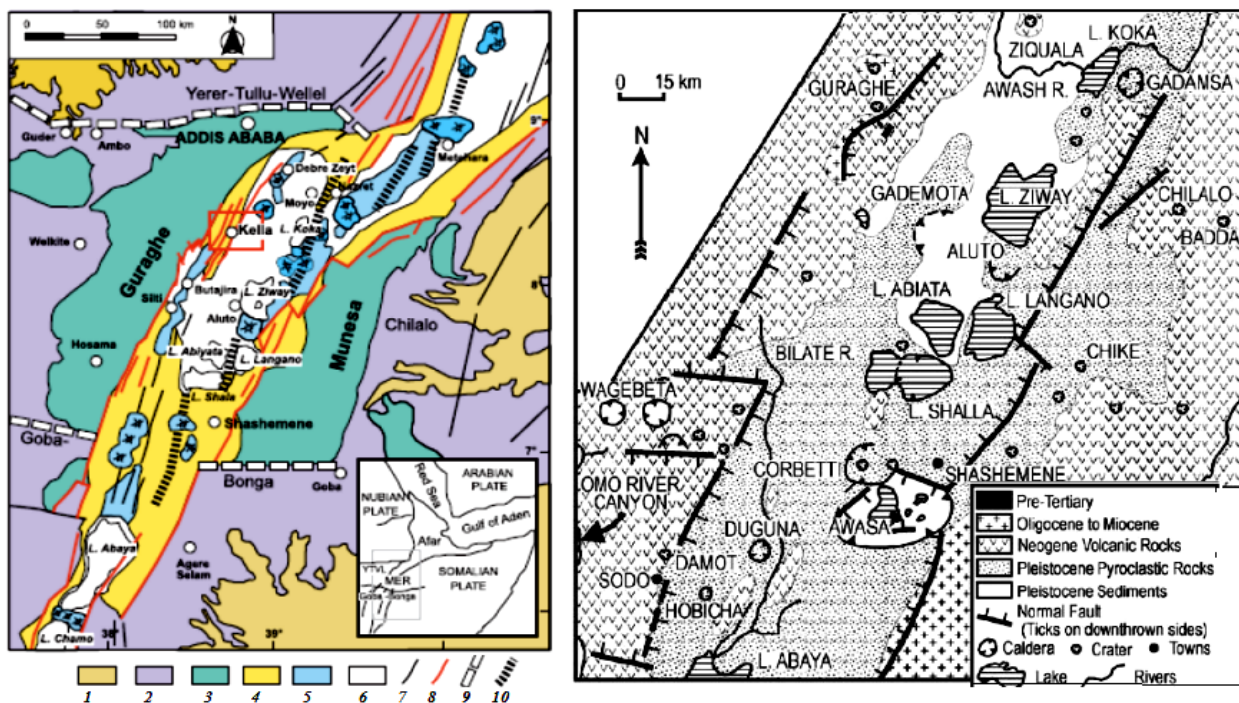 0 50 100 km
N
Yerer-Tullu-Wellel
Guder
Ambo
ADDIS ABABA
9°
Metehara
Debre Zeyt
Moyo
Kella
L. Koka
Welkite
Guraghe
8
Butajira
L. Ziway
Silti
Aluto
Chilalo
Hosama
L. Abiyata
L. Langano
Munesa
L. Shala
Shashemene
Goba-
7°
Bonga
Goba
L. Abaya
Agere
Selam
L. Chamo
38°
39°
Red Sea
ARABIAN
PLATE
NUBIAN
PLATE
Gulf of Aden
Afar
YTVL
MER
SOMALIAN
PLATE
Goba -Bonga
1 2 3 4 5 6 7 8 9 10
ZIQUALA
L. KOKA
0 15 km
GURAGHE
AWASH R.
GADANSA
N
GADEMOTA
L. ZIWAY
CHILALO
BADDA
ALUTO
L. ABIATA
L. LANGANO
BILATE R.
CHIKE
WAGEBETA
L. SHALLA
CORBETTI
SHASHEMENE
OMO RIVER
CANYON
AWASA
DUGUNA
DAMOT
SODO
HOBICHA
L. ABAYA
Pre-Tertiary
Oligocene to Miocene
Neogene Volcanic Rocks
Pleistocene Pyroclastic Rocks
Pleistocene Sediments
Normal Fault
(Ticks on downthrown sides)
Caldera Crater Towns
Lake Rivers